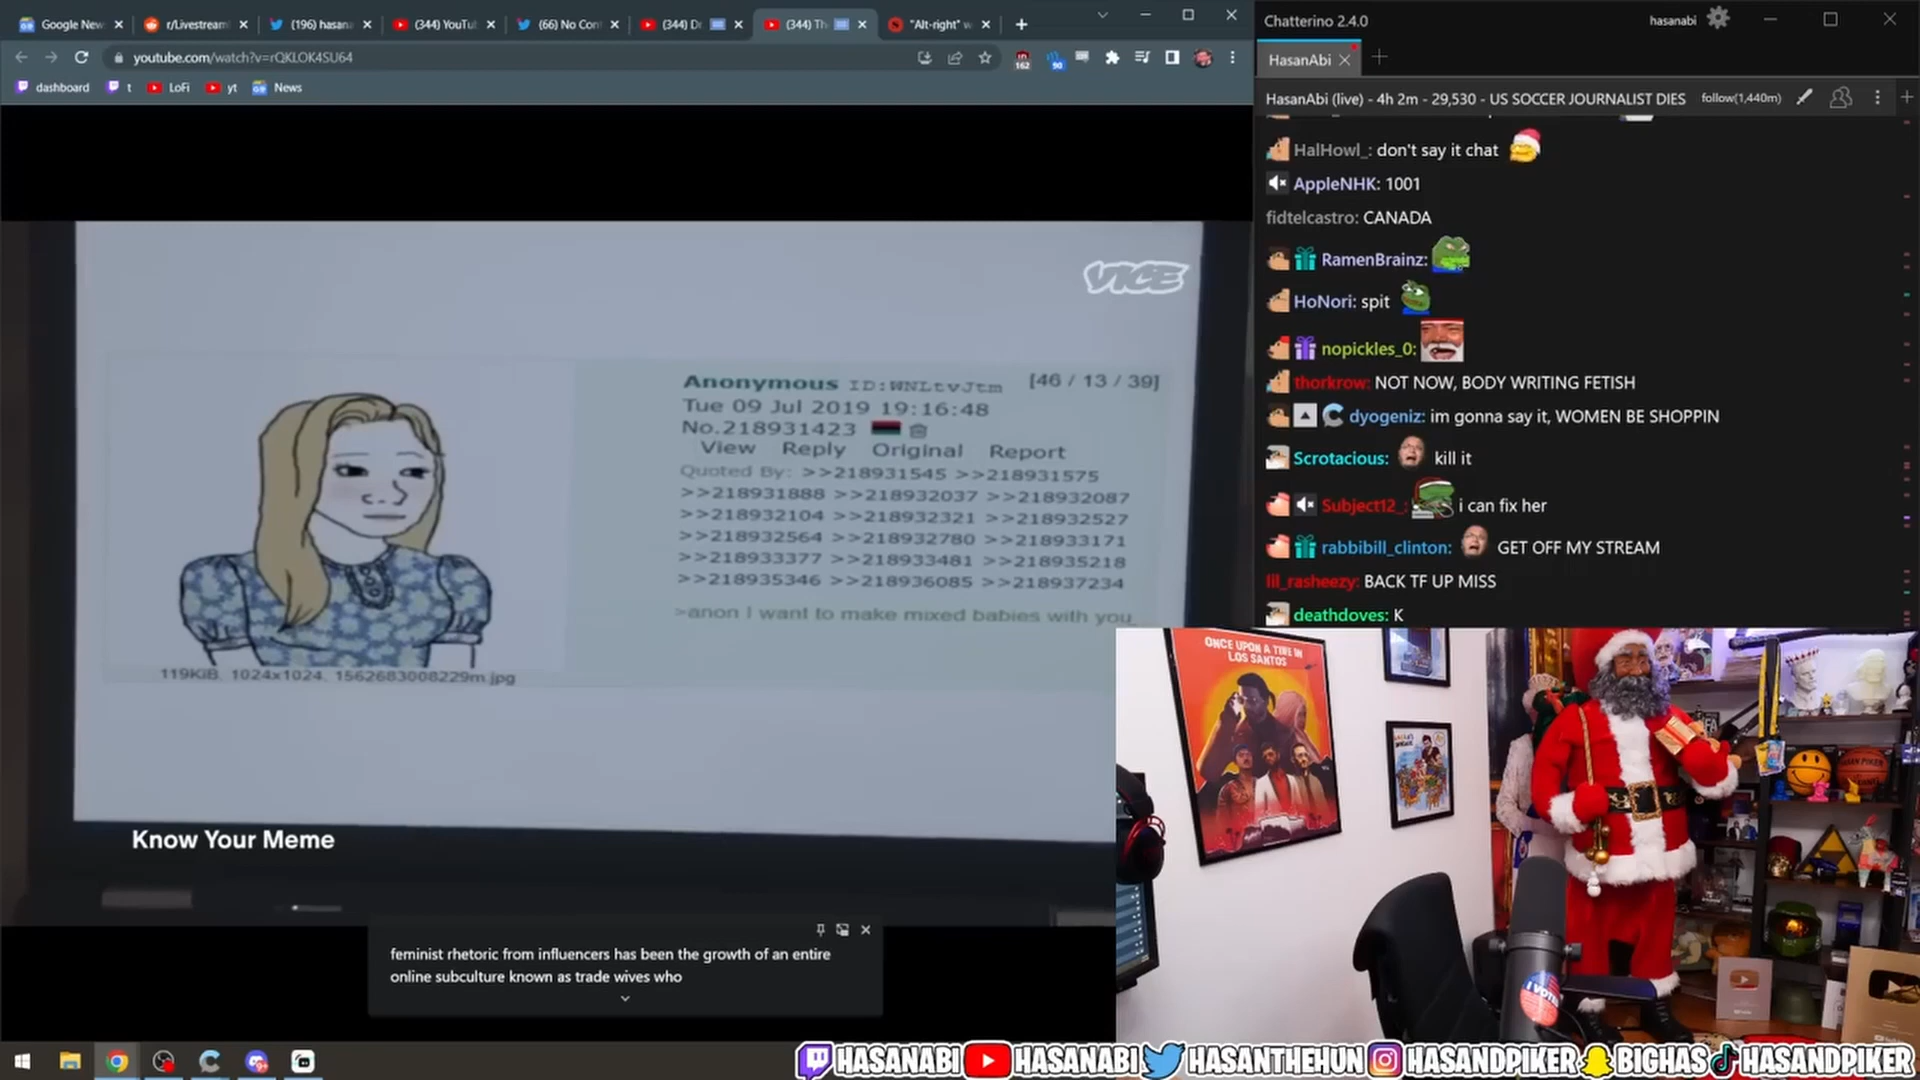 Google New
r/Livestream
(196) hasana
(344) YouTu
(66) No Con
(344) D
(344) Th
"Alt-right" w
youtube.com/watch?v=rQKLOK4SU64
162
90
dashboard
t
LoFi
yt
News
VICE
Anonymous ID:WNLtvJtm [46 / 13 / 39]
Tue 09 Jul 2019 19:16:48
No.218931423
View Reply Original Report
Quoted By: >>218931545 >>218931575
>>218931888 >>218932037 >>218932087
>>218932104 >>218932321 >>218932527
>>218932564 >>218932780 >>218933171
>>218933377 >>218933481 >>218935218
>>218935346 >>218936085 >>218937234
>anon I want to make mixed babies with you
119KiB, 1024x1024, 1562683008229m.jpg
Know Your Meme
feminist rhetoric from influencers has been the growth of an entire
online subculture known as trade wives who
Chatterino 2.4.0
hasanabi
HasanAbi
HasanAbi (live) - 4h 2m - 29,530 - US SOCCER JOURNALIST DIES
follow(1,440m)
HalHowl_: don't say it chat
AppleNHK: 1001
fidtelcastro: CANADA
RamenBrainz:
HoNori: spit
nopickles_0:
thorkrow: NOT NOW, BODY WRITING FETISH
dyogeniz: im gonna say it, WOMEN BE SHOPPIN
Scrotacious: kill it
Subject12_: i can fix her
rabbibill_clinton: GET OFF MY STREAM
lil_rasheezy: BACK TF UP MISS
deathdoves: K
ONCE UPON A TIME IN
LOS SANTOS
HASAN PIKER
I VOTED
HASANABI HASANABI HASANTHEHUN HASANDPIKER BIGHAS HASANDPIKER